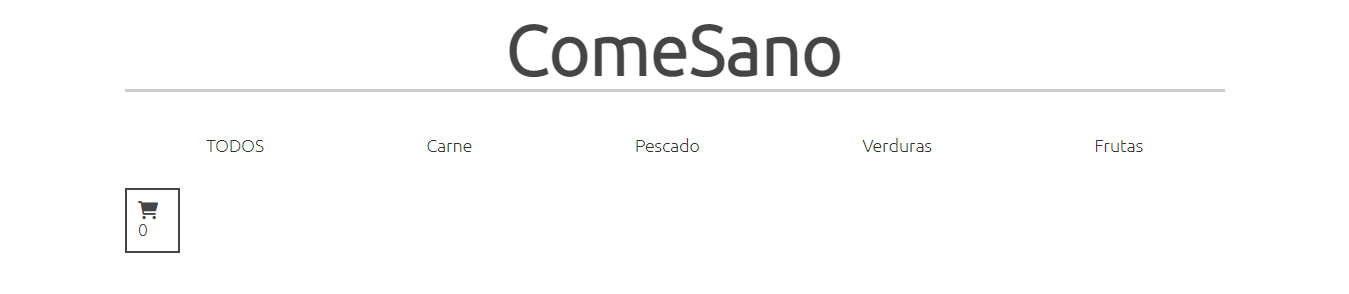 ComeSano
TODOS Carne Pescado Verduras Frutas
0